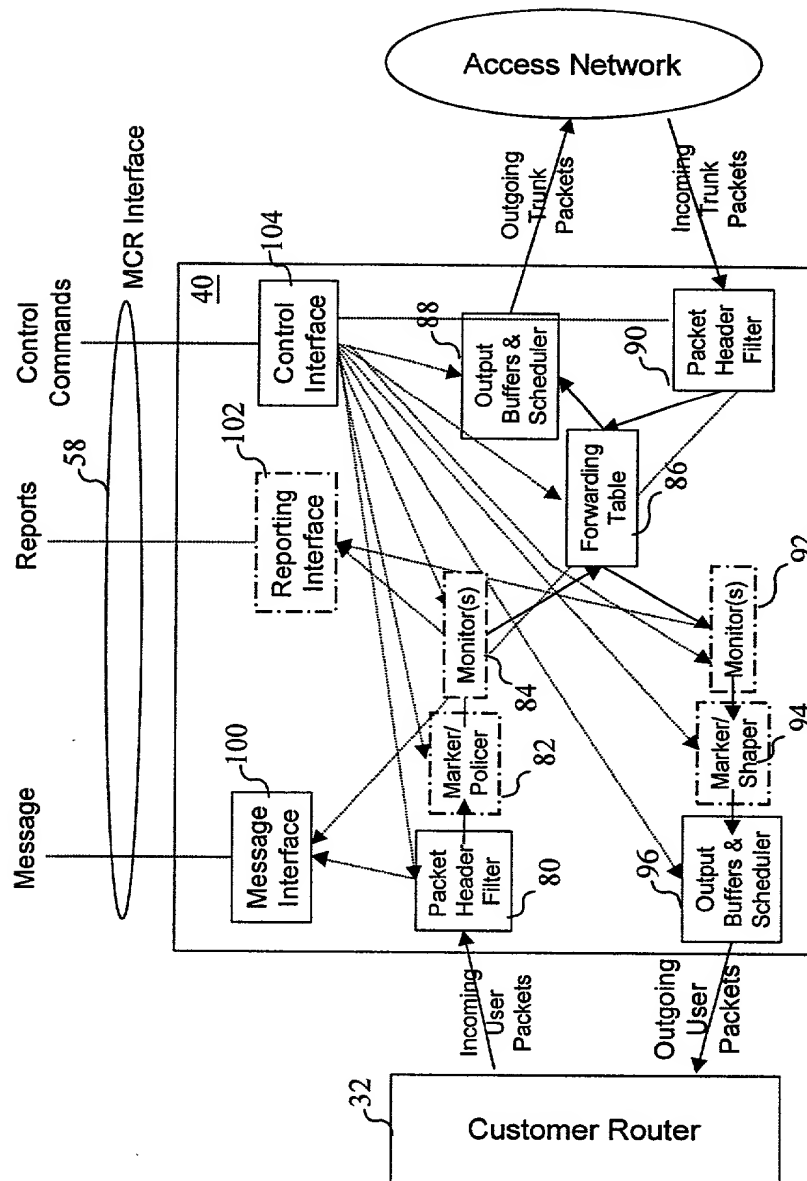 Message
Reports
Control
Commands
58
MCR Interface
40
100
Message
Interface
102
Reporting
Interface
104
Control
Interface
Incoming
User
Packets
Packet
Header
Filter
80
Marker/
Policer
82
Monitor(s)
84
Output
Buffers &
Scheduler
88
Outgoing
Trunk
Packets
Access Network
Forwarding
Table
86
90
Packet
Header
Filter
Incoming
Trunk
Packets
32
Customer Router
Outgoing
User
Packets
96
Output
Buffers &
Scheduler
Marker/
Shaper
94
Monitor(s)
92